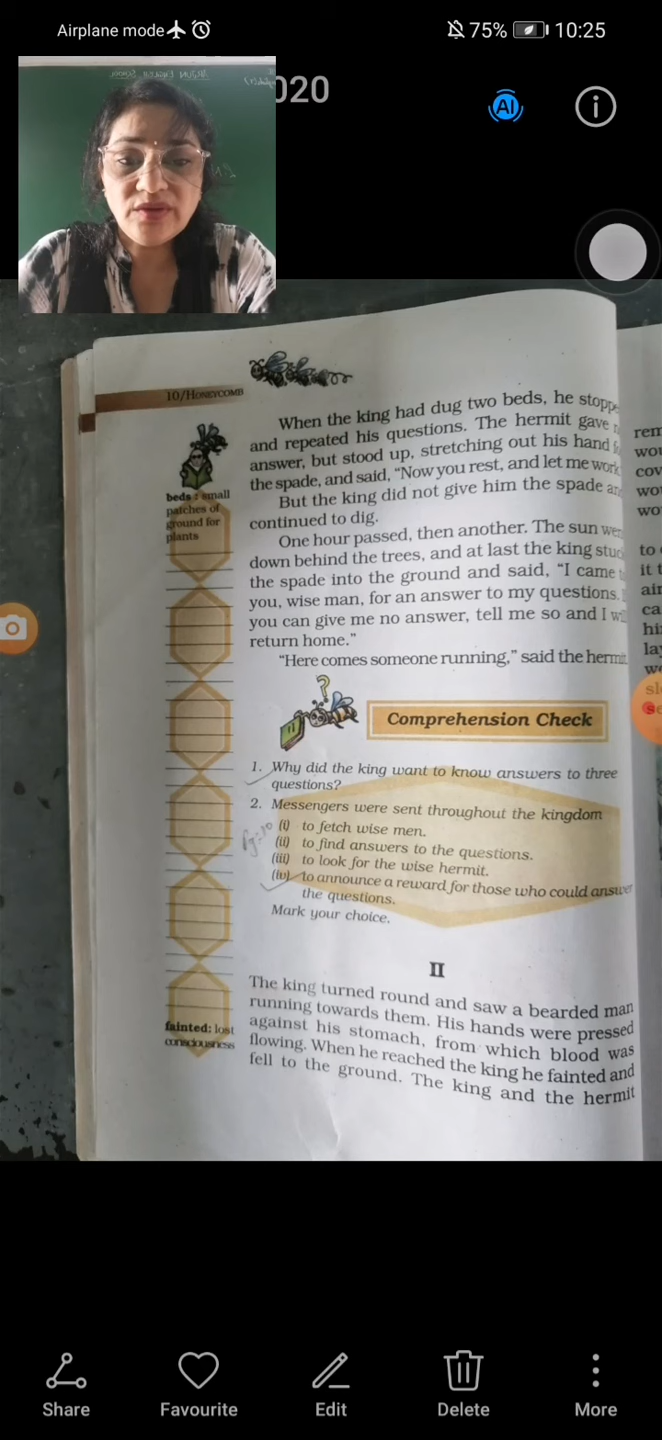 Airplane mode
75%
10:25
020
AI
10/HONEYCOMB
When the king had dug two beds, he
and repeated his questions. The hermit gave
answer, but stood up, stretching out his hand
the spade, and said, "Now you rest, and let me work
But the king did not give him the spade
continued to dig.
One hour passed, then another. The sun
down behind the trees, and at last the king
the spade into the ground and said, "I came
you, wise man, for an answer to my questions.
you can give me no answer, tell me so and I
return home."
"Here comes someone running," said the
beds : small
patches of
ground for
plants
Comprehension Check
1. Why did the king want to know answers to three
questions?
2. Messengers were sent throughout the kingdom
(i) to fetch wise men.
(ii) to find answers to the questions.
(iii) to look for the wise hermit.
(iv) to announce a reward for those who could answer
the questions.
Mark your choice.
II
The king turned round and saw a bearded man
running towards them. His hands were pressed
against his stomach, from which blood was
flowing. When he reached the king he fainted and
fell to the ground. The king and the hermit
fainted: lost
consciousness
to
it
Share
Favourite
Edit
Delete
More